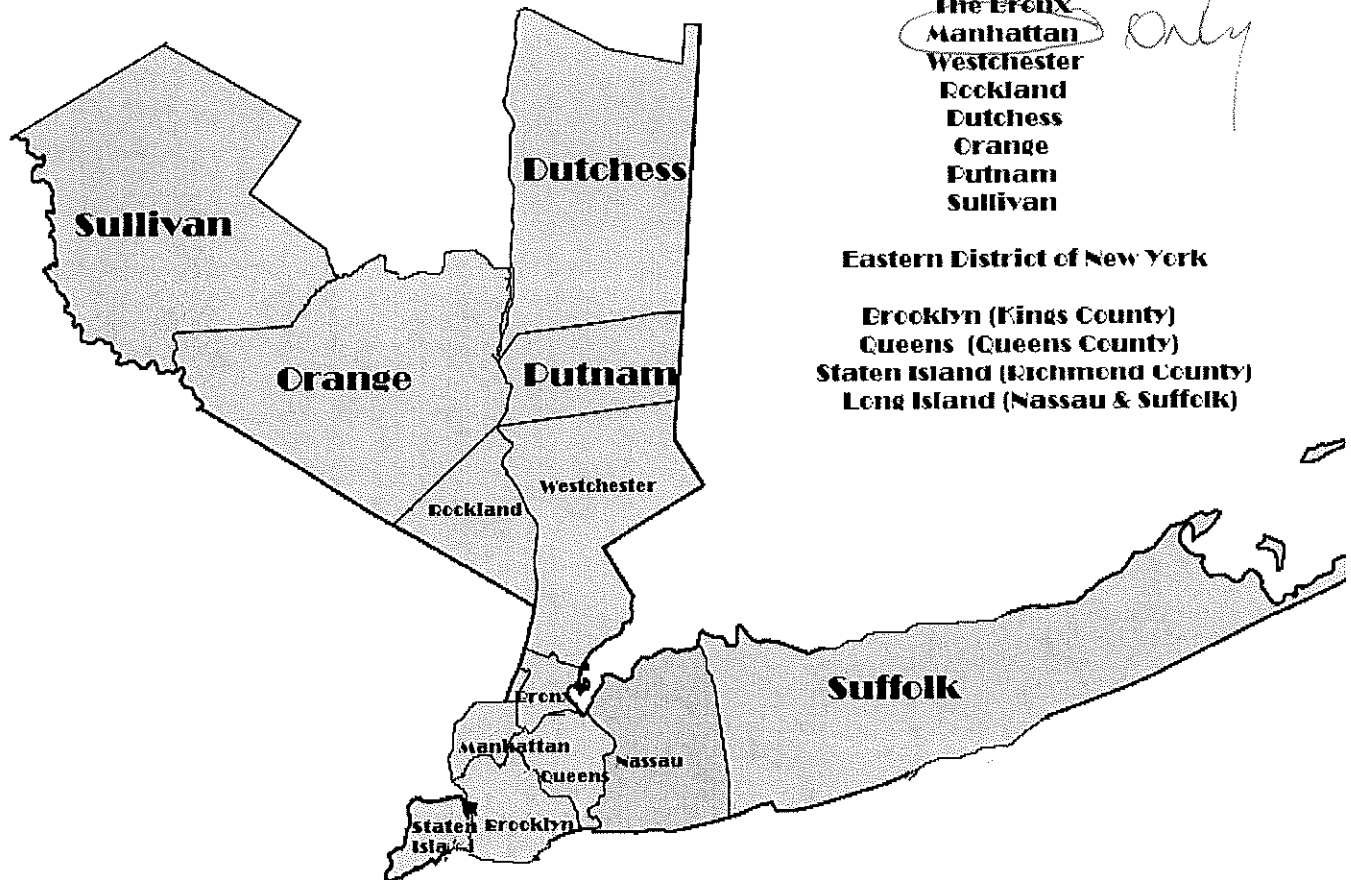 The Bronx
Manhattan Only
Westchester
Rockland
Dutchess
Orange
Putnam
Sullivan
Eastern District of New York
Brooklyn (Kings County)
Queens (Queens County)
Staten Island (Richmond County)
Long Island (Nassau & Suffolk)
Dutchess
Sullivan
Orange
Putnam
Westchester
Rockland
Bronx
Suffolk
Manhattan
Nassau
Queens
Staten
Brooklyn